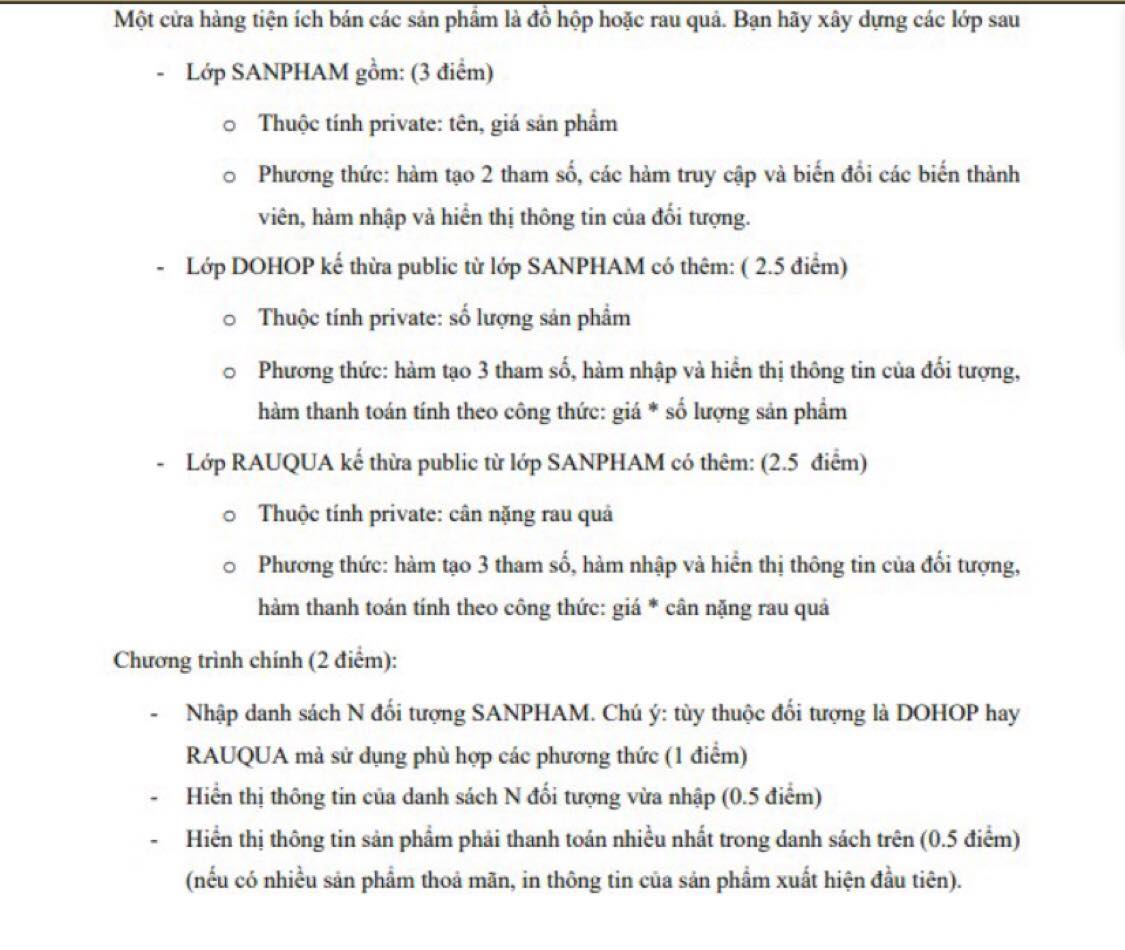 Một cửa hàng tiện ích bán các sản phẩm là đồ hộp hoặc rau quả. Bạn hãy xây dựng các lớp sau
- Lớp SANPHAM gồm: (3 điểm)
o Thuộc tính private: tên, giá sản phẩm
o Phương thức: hàm tạo 2 tham số, các hàm truy cập và biến đổi các biến thành
viên, hàm nhập và hiển thị thông tin của đối tượng.
- Lớp DOHOP kế thừa public từ lớp SANPHAM có thêm: ( 2.5 điểm)
o Thuộc tính private: số lượng sản phẩm
o Phương thức: hàm tạo 3 tham số, hàm nhập và hiển thị thông tin của đối tượng,
hàm thanh toán tính theo công thức: giá * số lượng sản phẩm
- Lớp RAUQUA kế thừa public từ lớp SANPHAM có thêm: (2.5 điểm)
o Thuộc tính private: cân nặng rau quả
o Phương thức: hàm tạo 3 tham số, hàm nhập và hiển thị thông tin của đối tượng,
hàm thanh toán tính theo công thức: giá * cân nặng rau quả
Chương trình chính (2 điểm):
- Nhập danh sách N đối tượng SANPHAM. Chú ý: tùy thuộc đối tượng là DOHOP hay
RAUQUA mà sử dụng phù hợp các phương thức (1 điểm)
- Hiển thị thông tin của danh sách N đối tượng vừa nhập (0.5 điểm)
- Hiển thị thông tin sản phẩm phải thanh toán nhiều nhất trong danh sách trên (0.5 điểm)
(nếu có nhiều sản phẩm thoả mãn, in thông tin của sản phẩm xuất hiện đầu tiên).